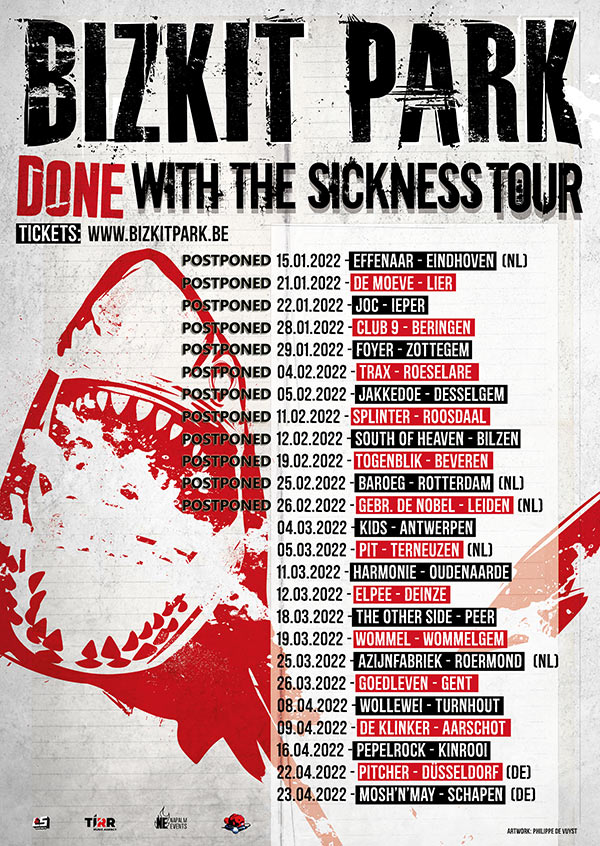 BIZKIT PARK
DONE WITH THE SICKNESS TOUR
TICKETS: WWW.BIZKITPARK.BE
POSTPONED 15.01.2022 - EFFENAAR - EINDHOVEN (NL)
POSTPONED 21.01.2022 - DE MOEVE - LIER
POSTPONED 22.01.2022 - JOC - IEPER
POSTPONED 28.01.2022 - CLUB 9 - BERINGEN
POSTPONED 29.01.2022 - FOYER - ZOTTEGEM
POSTPONED 04.02.2022 - TRAX - ROESELARE
POSTPONED 05.02.2022 - JAKKEDOE - DESSELGEM
POSTPONED 11.02.2022 - SPLINTER - ROOSDAAL
POSTPONED 12.02.2022 - SOUTH OF HEAVEN - BILZEN
POSTPONED 19.02.2022 - TOGENBLIK - BEVEREN
POSTPONED 25.02.2022 - BAROEG - ROTTERDAM (NL)
POSTPONED 26.02.2022 - GEBR. DE NOBEL - LEIDEN (NL)
04.03.2022 - KIDS - ANTWERPEN
05.03.2022 - PIT - TERNEUZEN (NL)
11.03.2022 - HARMONIE - OUDENAARDE
12.03.2022 - ELPEE - DEINZE
18.03.2022 - THE OTHER SIDE - PEER
19.03.2022 - WOMMEL - WOMMELGEM
25.03.2022 - AZIJNFABRIEK - ROERMOND (NL)
26.03.2022 - GOEDLEVEN - GENT
08.04.2022 - WOLLEWEI - TURNHOUT
09.04.2022 - DE KLINKER - AARSCHOT
16.04.2022 - PEPELROCK - KINROOI
22.04.2022 - PITCHER - DÜSSELDORF (DE)
23.04.2022 - MOSH'N'MAY - SCHAPEN (DE)
NAPALM
EVENTS
ARTWORK: PHILIPPE DE VUYST